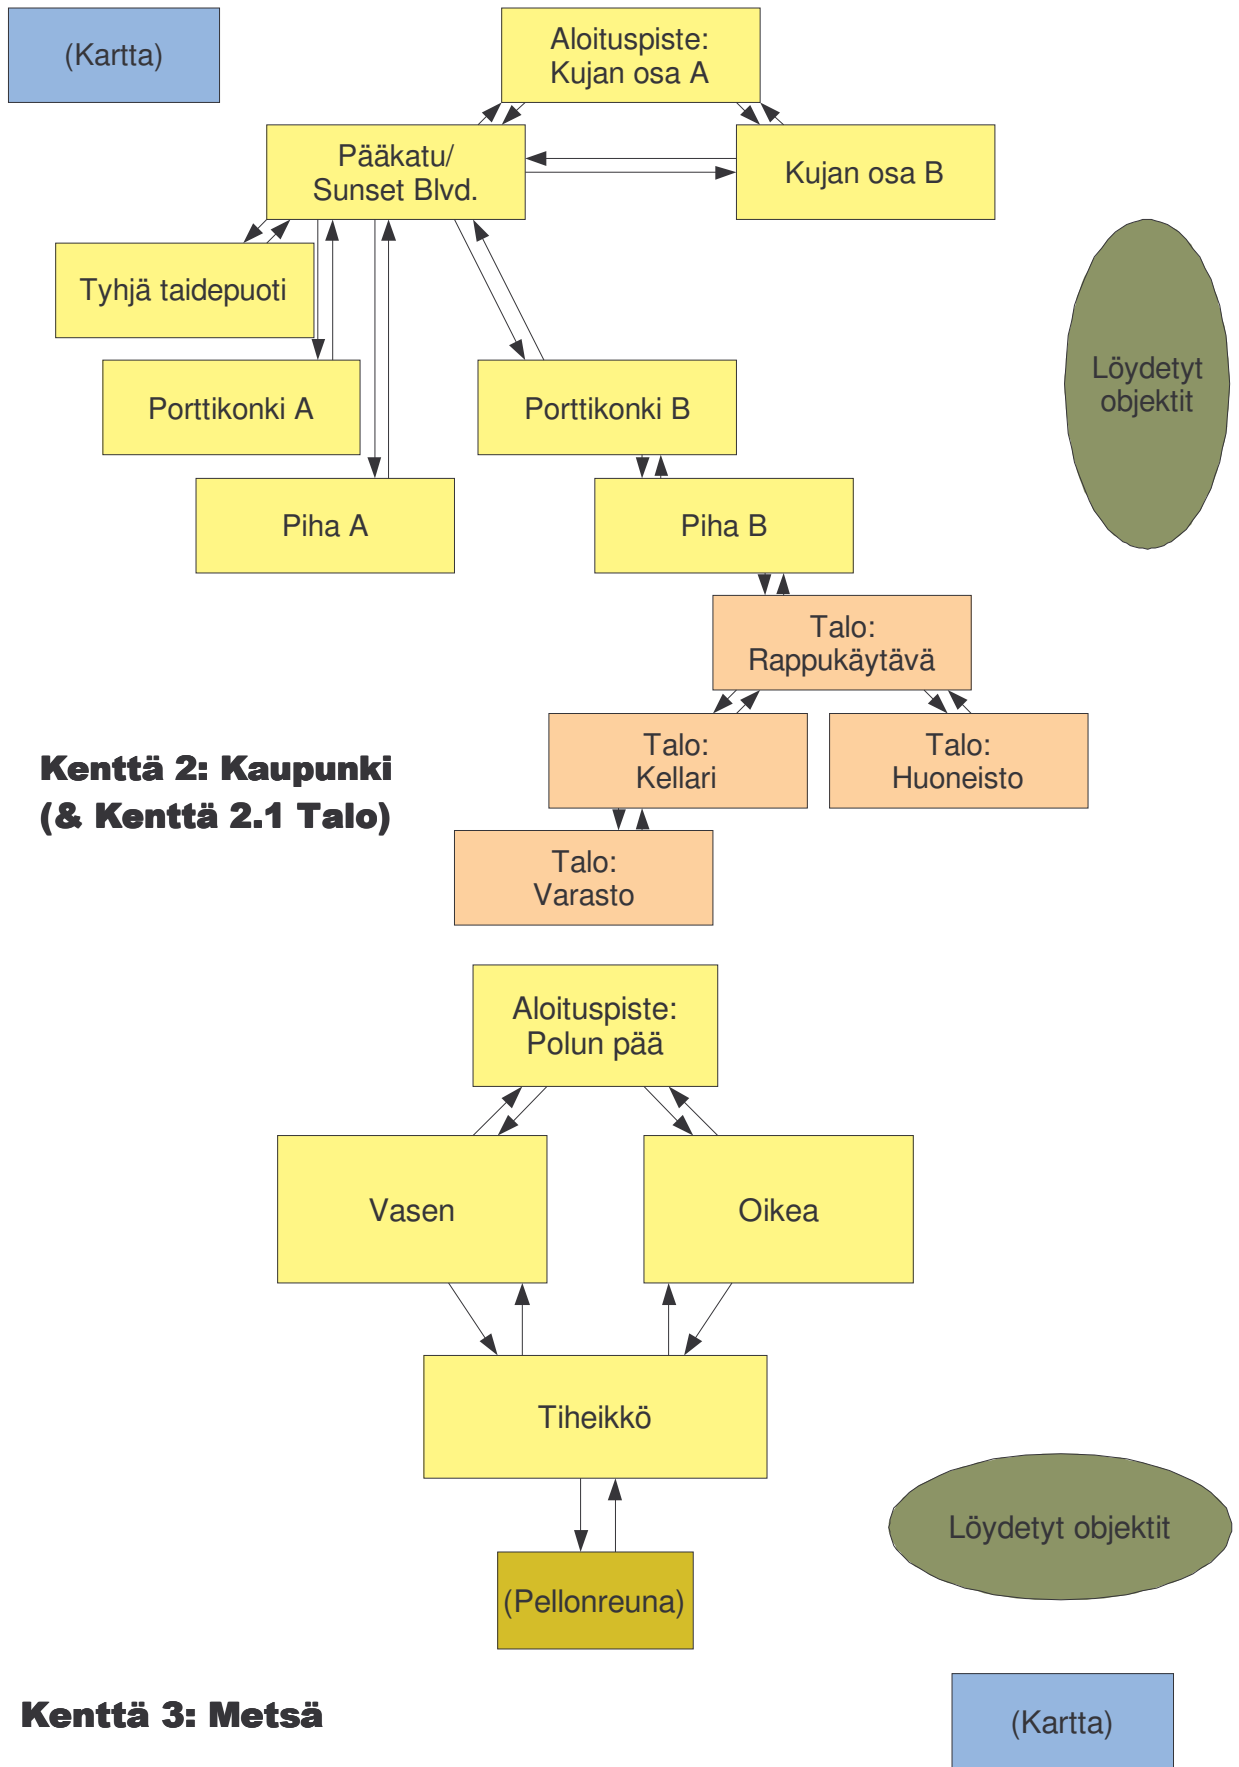 (Kartta)
Aloituspiste:
Kujan osa A
Pääkatu/
Sunset Blvd.
Kujan osa B
Tyhjä taidepuoti
Löydetyt
objektit
Porttikonki A
Porttikonki B
Piha A
Piha B
Talo:
Rappukäytävä
Talo:
Kellari
Talo:
Huoneisto
Kenttä 2: Kaupunki
(& Kenttä 2.1 Talo)
Talo:
Varasto
Aloituspiste:
Polun pää
Vasen
Oikea
Tiheikkö
Löydetyt objektit
(Pellonreuna)
Kenttä 3: Metsä
(Kartta)